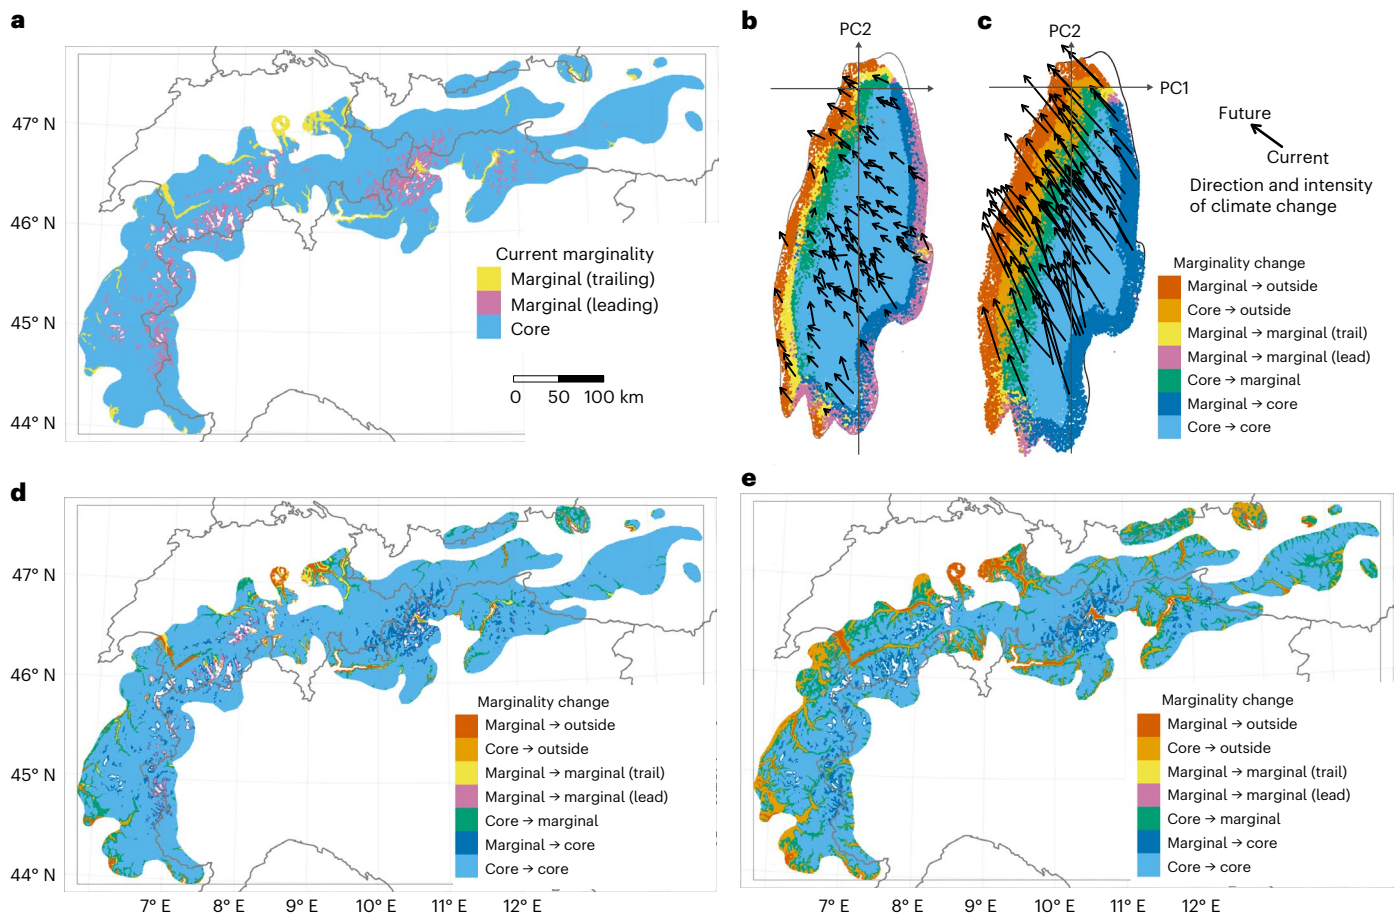 a
47° N
46° N
45° N
44° N
Current marginality
Marginal (trailing)
Marginal (leading)
Core
0 50 100 km
b
PC2
c
PC2
PC1
Future
Current
Direction and intensity
of climate change
Marginality change
Marginal → outside
Core → outside
Marginal → marginal (trail)
Marginal → marginal (lead)
Core → marginal
Marginal → core
Core → core
d
47° N
46° N
45° N
44° N
Marginality change
Marginal → outside
Core → outside
Marginal → marginal (trail)
Marginal → marginal (lead)
Core → marginal
Marginal → core
Core → core
7° E 8° E 9° E 10° E 11° E 12° E
e
Marginality change
Marginal → outside
Core → outside
Marginal → marginal (trail)
Marginal → marginal (lead)
Core → marginal
Marginal → core
Core → core
7° E 8° E 9° E 10° E 11° E 12° E